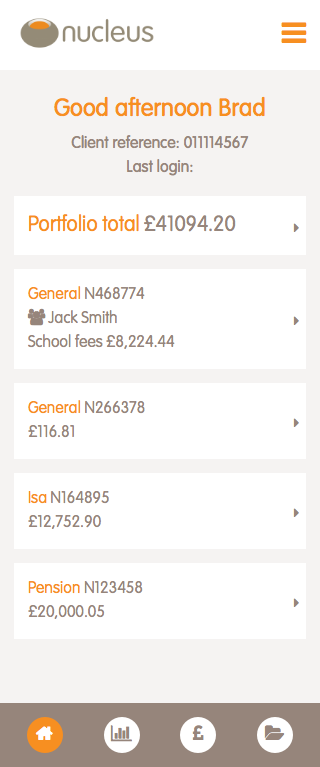 nucleus
Good afternoon Brad
Client reference: 011114567
Last login:
Portfolio total £41094.20
General N468774
Jack Smith
School fees £8,224.44
General N266378
£116.81
Isa N164895
£12,752.90
Pension N123458
£20,000.05
£